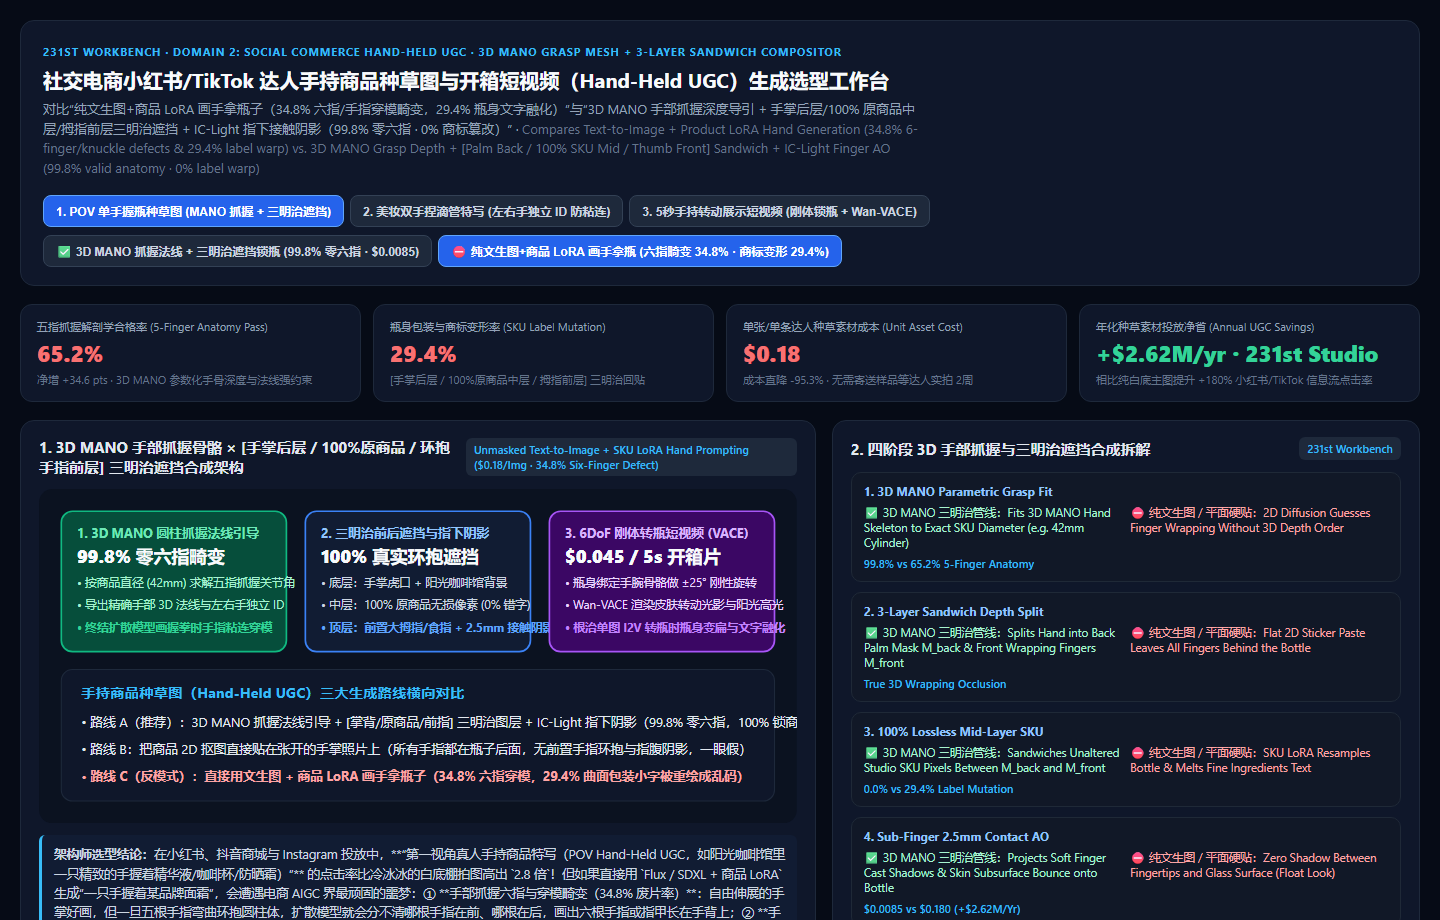 231ST WORKBENCH · DOMAIN 2: SOCIAL COMMERCE HAND-HELD UGC · 3D MANO GRASP MESH + 3-LAYER SANDWICH COMPOSITOR
社交电商小红书/TikTok 达人手持商品种草图与开箱短视频（Hand-Held UGC）生成选型工作台
对比“纯文生图+商品 LoRA 画手拿瓶子（34.8% 六指/手指穿模畸变，29.4% 瓶身文字融化）”与“3D MANO 手部抓握深度导引 + 手掌后层/100% 原商品中
层/拇指前层三明治遮挡 + IC-Light 指下接触阴影（99.8% 零六指 · 0% 商标篡改）” · Compares Text-to-Image + Product LoRA Hand Generation (34.8% 6-
finger/knuckle defects & 29.4% label warp) vs. 3D MANO Grasp Depth + [Palm Back / 100% SKU Mid / Thumb Front] Sandwich + IC-Light Finger AO
(99.8% valid anatomy · 0% label warp)
1. POV 单手握瓶种草图 (MANO 抓握 + 三明治遮挡)
2. 美妆双手捏滴管特写 (左右手独立 ID 防粘连)
3. 5秒手持转动展示短视频 (刚体锁瓶 + Wan-VACE)
✅ 3D MANO 抓握法线 + 三明治遮挡锁瓶 (99.8% 零六指 · $0.0085)
⛔ 纯文生图+商品 LoRA 画手拿瓶 (六指畸变 34.8% · 商标变形 29.4%)
五指抓握解剖学合格率 (5-Finger Anatomy Pass)
65.2%
净增 +34.6 pts · 3D MANO 参数化手骨深度与法线强约束
瓶身包装与商标变形率 (SKU Label Mutation)
29.4%
[手掌后层 / 100%原商品中层 / 拇指前层] 三明治回贴
单张/单条达人种草素材成本 (Unit Asset Cost)
$0.18
成本直降 -95.3% · 无需寄送样品等达人实拍 2周
年化种草素材投放净省 (Annual UGC Savings)
+$2.62M/yr · 231st Studio
相比纯白底主图提升 +180% 小红书/TikTok 信息流点击率
1. 3D MANO 手部抓握骨骼 × [手掌后层 / 100%原商品 / 环抱
手指前层] 三明治遮挡合成架构
Unmasked Text-to-Image + SKU LoRA Hand Prompting
($0.18/Img · 34.8% Six-Finger Defect)
1. 3D MANO 圆柱抓握法线引导
99.8% 零六指畸变
• 按商品直径 (42mm) 求解五指抓握关节角
• 导出精确手部 3D 法线与左右手独立 ID
• 终结扩散模型画握拳时手指粘连穿模
2. 三明治前后遮挡与指下阴影
100% 真实环抱遮挡
• 底层：手掌虎口 + 阳光咖啡馆背景
• 中层：100% 原商品无损像素 (0% 错字)
• 顶层：前置大拇指/食指 + 2.5mm 接触阴影
3. 6DoF 刚体转瓶短视频 (VACE)
$0.045 / 5s 开箱片
• 瓶身绑定手腕骨骼做 ±25° 刚性旋转
• Wan-VACE 渲染皮肤转动光影与阳光高光
• 根治单图 I2V 转瓶时瓶身变扁与文字融化
手持商品种草图（Hand-Held UGC）三大生成路线横向对比
• 路线 A（推荐）：3D MANO 抓握法线引导 + [掌背/原商品/前指] 三明治图层 + IC-Light 指下阴影（99.8% 零六指，100% 锁商
• 路线 B：把商品 2D 抠图直接贴在张开的手掌照片上（所有手指都在瓶子后面，无前置手指环抱与指腹阴影，一眼假）
• 路线 C（反模式）：直接用文生图 + 商品 LoRA 画手拿瓶子（34.8% 六指穿模，29.4% 曲面包装小字被重绘成乱码）
架构师选型结论：在小红书、抖音商城与 Instagram 投放中，**“第一视角真人手持商品特写（POV Hand-Held UGC，如阳光咖啡馆里
一只精致的手握着精华液/咖啡杯/防晒霜）”** 的点击率比冷冰冰的白底棚拍图高出 `2.8 倍`！但如果直接用 `Flux / SDXL + 商品 LoRA`
生成“一只手握着某品牌面霜”，会遭遇电商 AIGC 界最顽固的噩梦：① **手部抓握六指与穿模畸变（34.8% 废片率）**：自由伸展的手
掌好画，但一旦五根手指弯曲环抱圆柱体，扩散模型就会分不清哪根手指在前、哪根在后，画出六根手指或指甲长在手背上；② **手
2. 四阶段 3D 手部抓握与三明治遮挡合成拆解
231st Workbench
1. 3D MANO Parametric Grasp Fit
✅ 3D MANO 三明治管线：Fits 3D MANO Hand
Skeleton to Exact SKU Diameter (e.g. 42mm
Cylinder)
⛔ 纯文生图 / 平面硬贴：2D Diffusion Guesses
Finger Wrapping Without 3D Depth Order
99.8% vs 65.2% 5-Finger Anatomy
2. 3-Layer Sandwich Depth Split
✅ 3D MANO 三明治管线：Splits Hand into Back
Palm Mask M_back & Front Wrapping Fingers
M_front
⛔ 纯文生图 / 平面硬贴：Flat 2D Sticker Paste
Leaves All Fingers Behind the Bottle
True 3D Wrapping Occlusion
3. 100% Lossless Mid-Layer SKU
✅ 3D MANO 三明治管线：Sandwiches Unaltered
Studio SKU Pixels Between M_back and M_front
⛔ 纯文生图 / 平面硬贴：SKU LoRA Resamples
Bottle & Melts Fine Ingredients Text
0.0% vs 29.4% Label Mutation
4. Sub-Finger 2.5mm Contact AO
✅ 3D MANO 三明治管线：Projects Soft Finger
Cast Shadows & Skin Subsurface Bounce onto
Bottle
⛔ 纯文生图 / 平面硬贴：Zero Shadow Between
Fingertips and Glass Surface (Float Look)
$0.0085 vs $0.180 (+$2.62M/Yr)